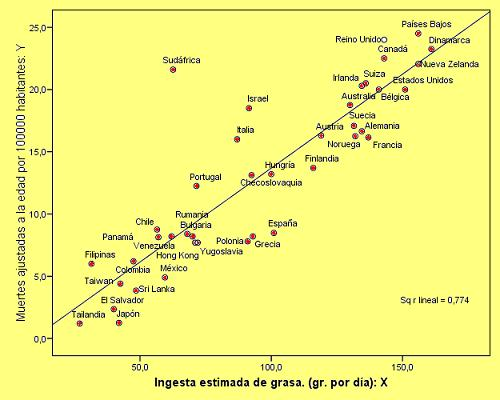 Muertes ajustadas a la edad por 100000 habitantes: Y
25,0
20,0
15,0
10,0
5,0
0,0
Países Bajos
Reino Unido
Dinamarca
Canadá
Sudáfrica
Nueva Zelanda
Irlanda
Suiza
Estados Unidos
Israel
Australia
Bélgica
Suecia
Italia
Austria
Alemania
Noruega
Francia
Finlandia
Hungría
Portugal
Checoslovaquia
Rumania
Chile
Bulgaria
España
Panamá
Venezuela
Polonia
Grecia
Yugoslavia
Hong Kong
Filipinas
Colombia
México
Taiwan
Sri Lanka
El Salvador
Tailandia
Japón
Sq r lineal = 0,774
50,0
100,0
150,0
Ingesta estimada de grasa. (gr. por día): X